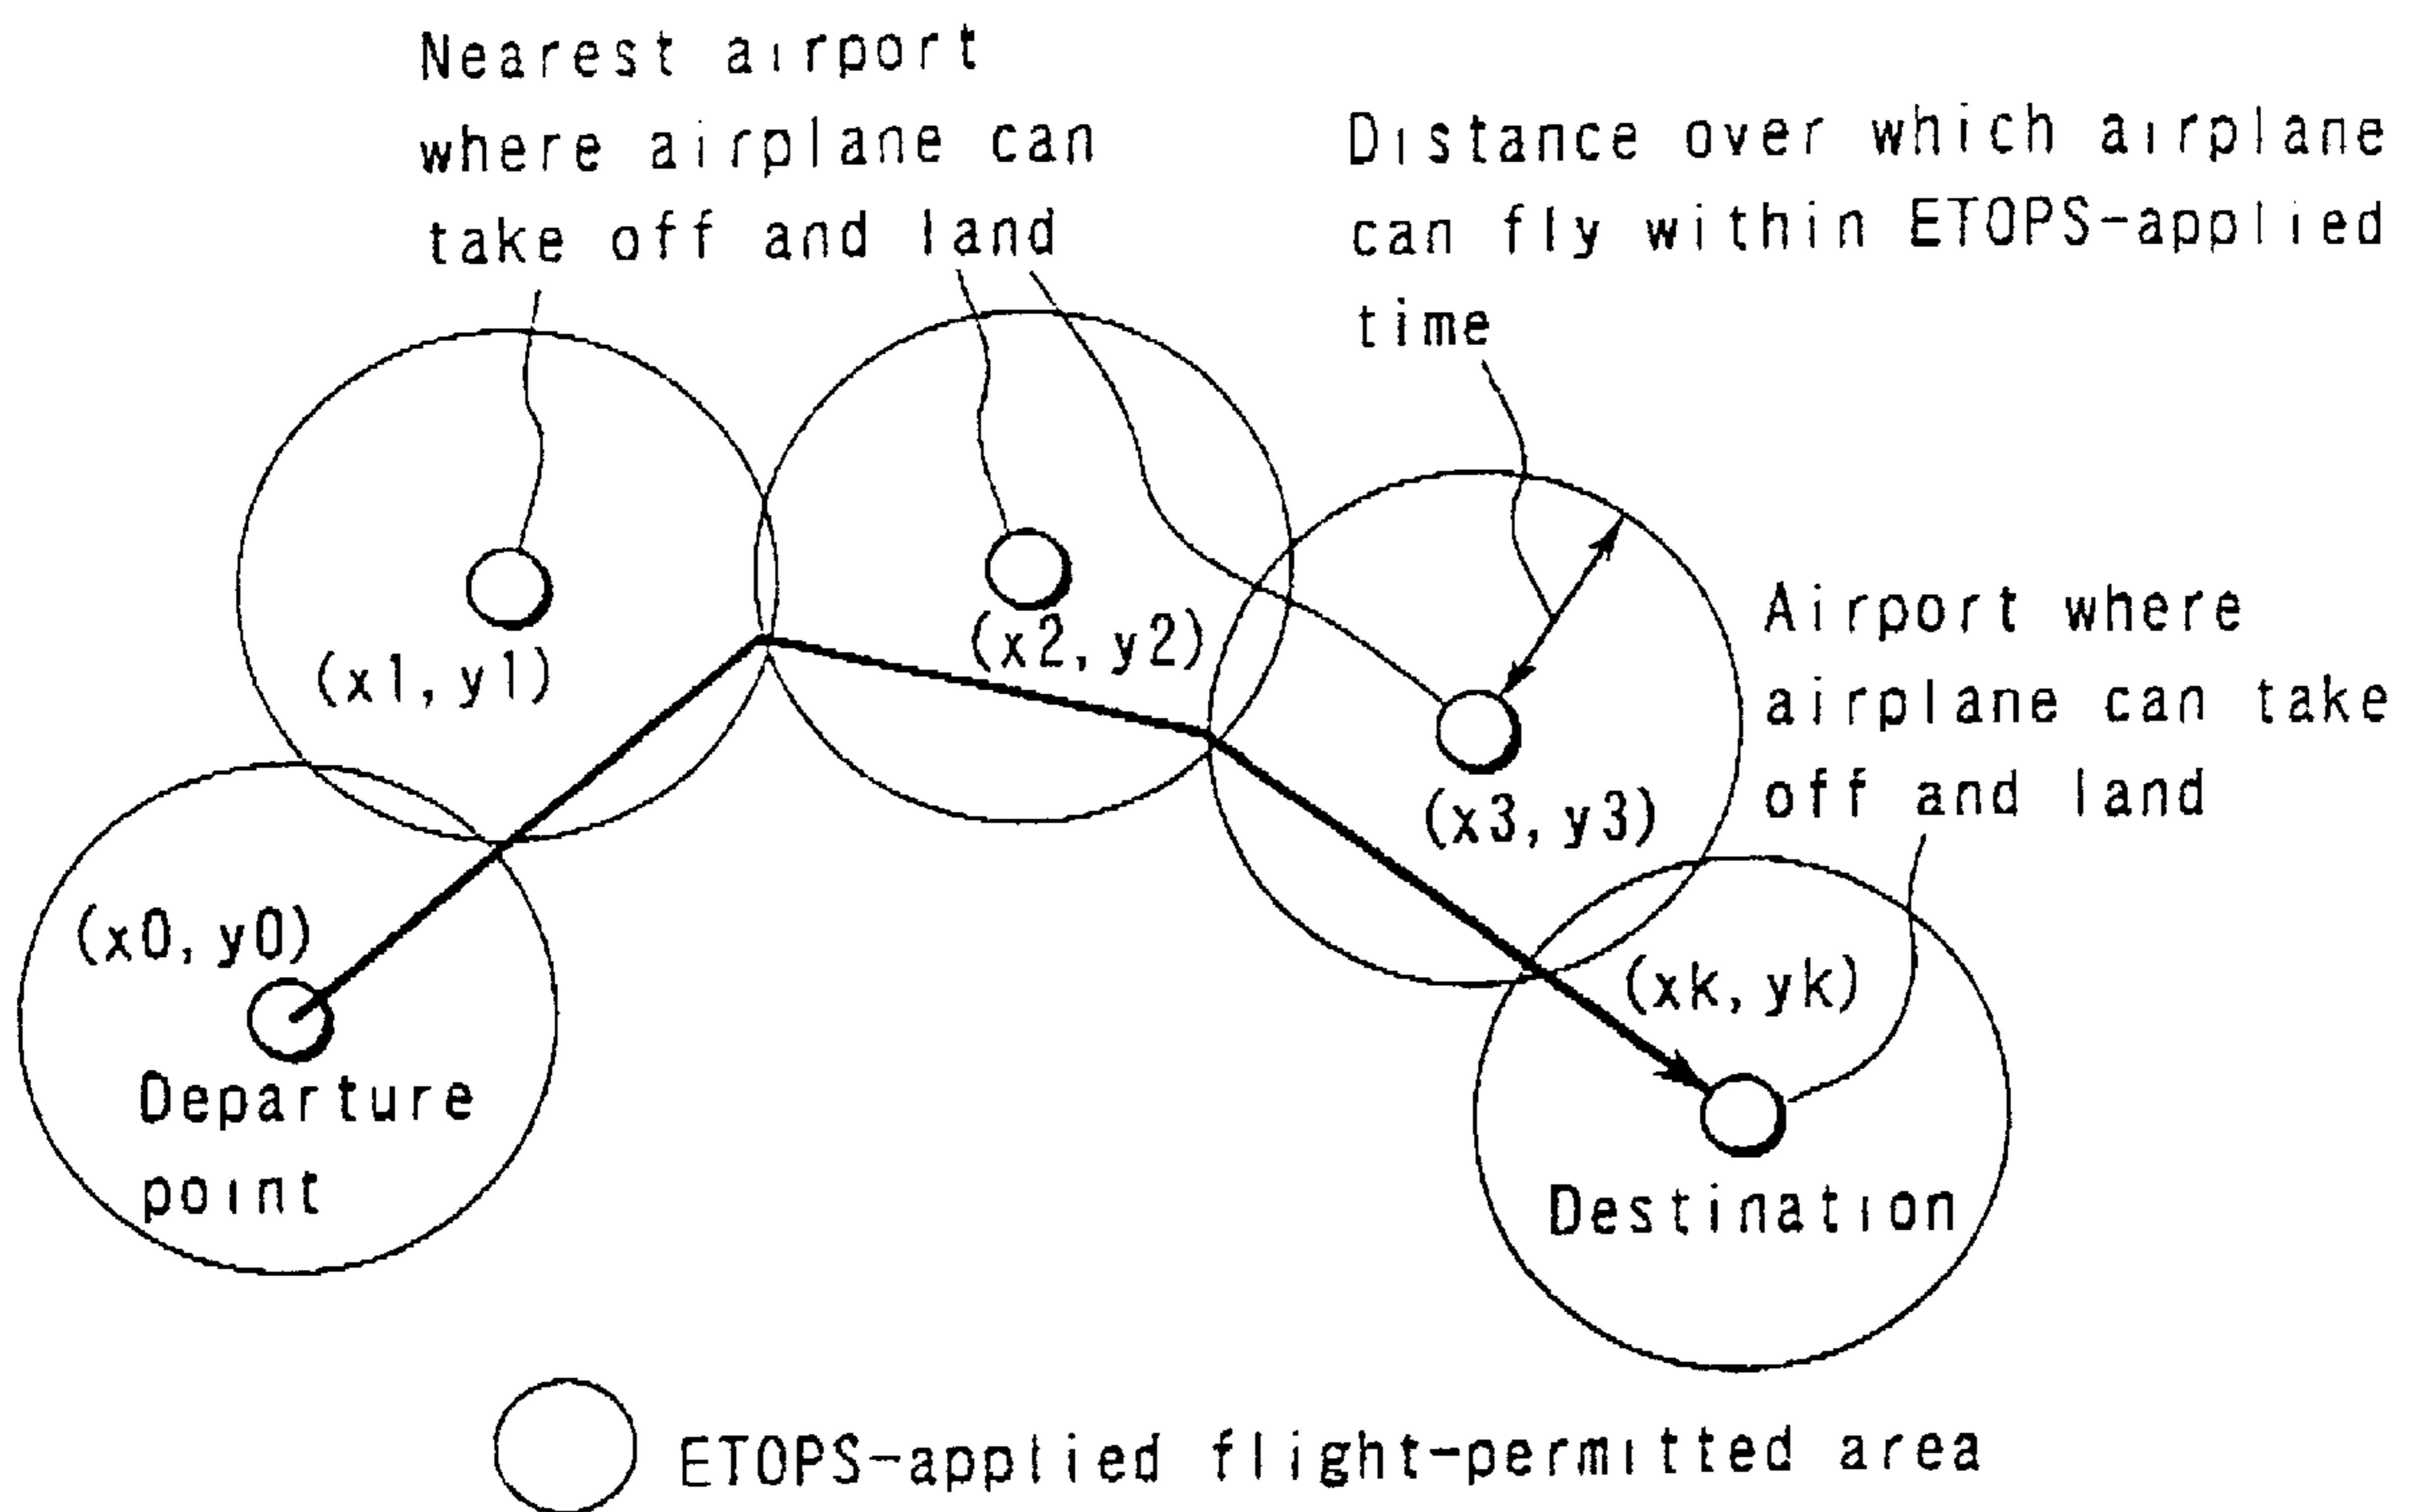 Nearest airport
where airplane can
take off and land
Distance over which airplane
can fly within ETOPS-applied
time
(x1, y1)
(x2, y2)
Airport where
airplane can take
off and land
(x3, y3)
(x0, y0)
(xk, yk)
Departure
point
Destination
ETOPS-applied flight-permitted area